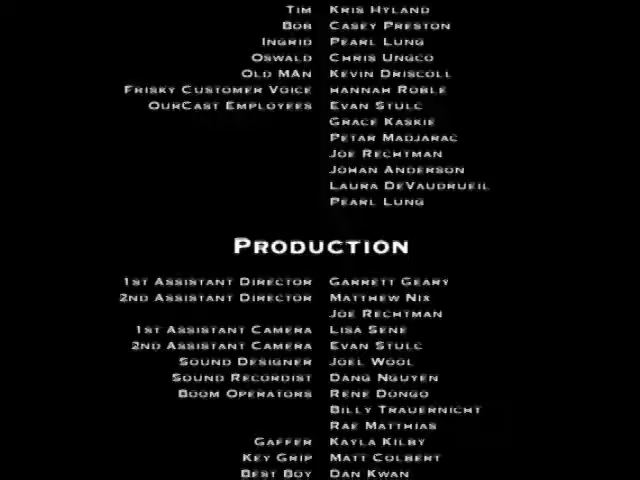 Tim Kris Hyland
Bob Casey Preston
Ingrid Pearl Lung
Oswald Chris Ungco
Old Man Kevin Driscoll
Frisky Customer Voice Hannah Roble
OurCast Employees Evan Stulc
Grace Kaskie
Petar Madjarac
Joe Rechtman
Johan Anderson
Laura DeVaudrueil
Pearl Lung
Production
1st Assistant Director Garrett Geary
2nd Assistant Director Matthew Nix
Joe Rechtman
1st Assistant Camera Lisa Sene
2nd Assistant Camera Evan Stulc
Sound Designer Joel Wool
Sound Recordist Dang Nguyen
Boom Operators Rene Dongo
Billy Trauernicht
Rae Matthias
Gaffer Kayla Kilby
Key Grip Matt Colbert
Best Boy Dan Kwan